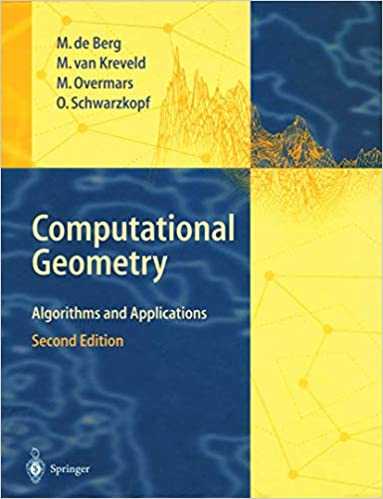 M. de Berg
M. van Kreveld
M. Overmars
O. Schwarzkopf
Computational
Geometry
Algorithms and Applications
Second Edition
Springer